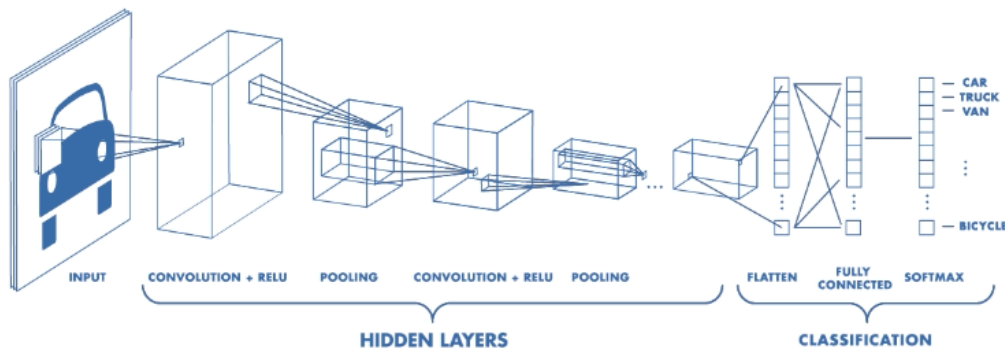 CAR
TRUCK
VAN
BICYCLE
INPUT
CONVOLUTION + RELU
POOLING
CONVOLUTION + RELU
POOLING
FLATTEN
FULLY
CONNECTED
SOFTMAX
HIDDEN LAYERS
CLASSIFICATION